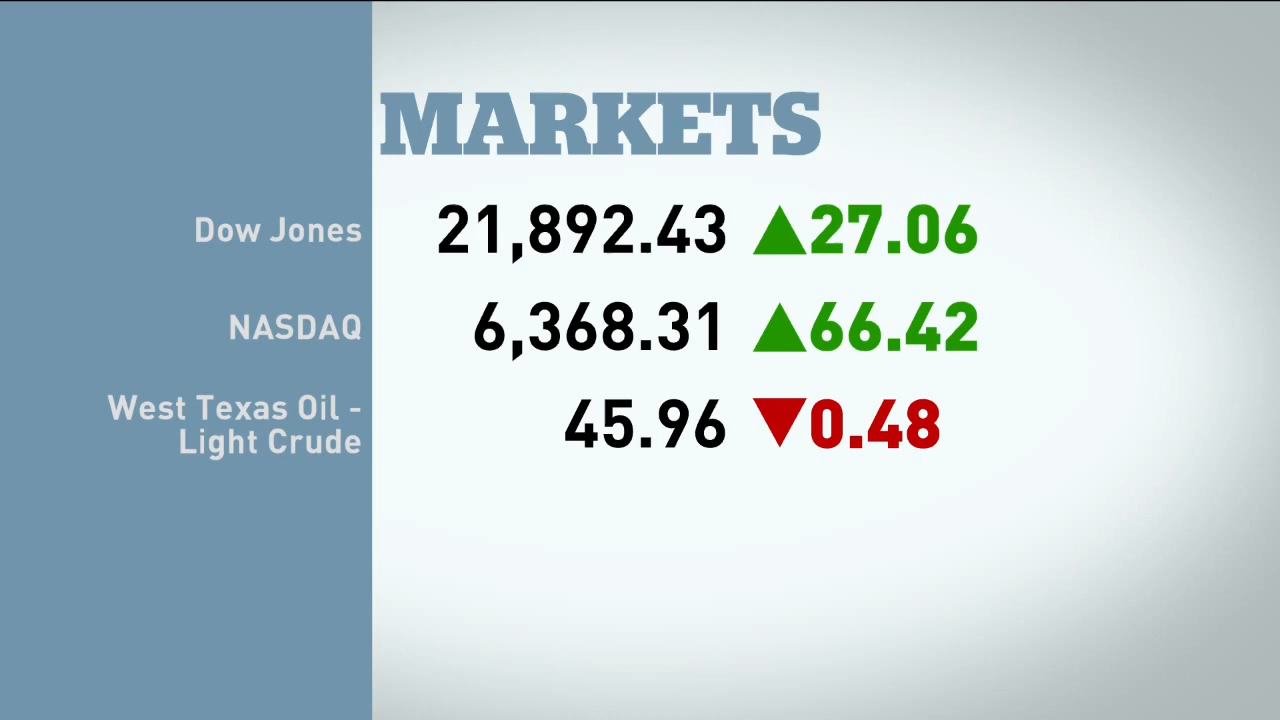 MARKETS
Dow Jones 21,892.43 ▲27.06
NASDAQ 6,368.31 ▲66.42
West Texas Oil -
Light Crude 45.96 ▼0.48